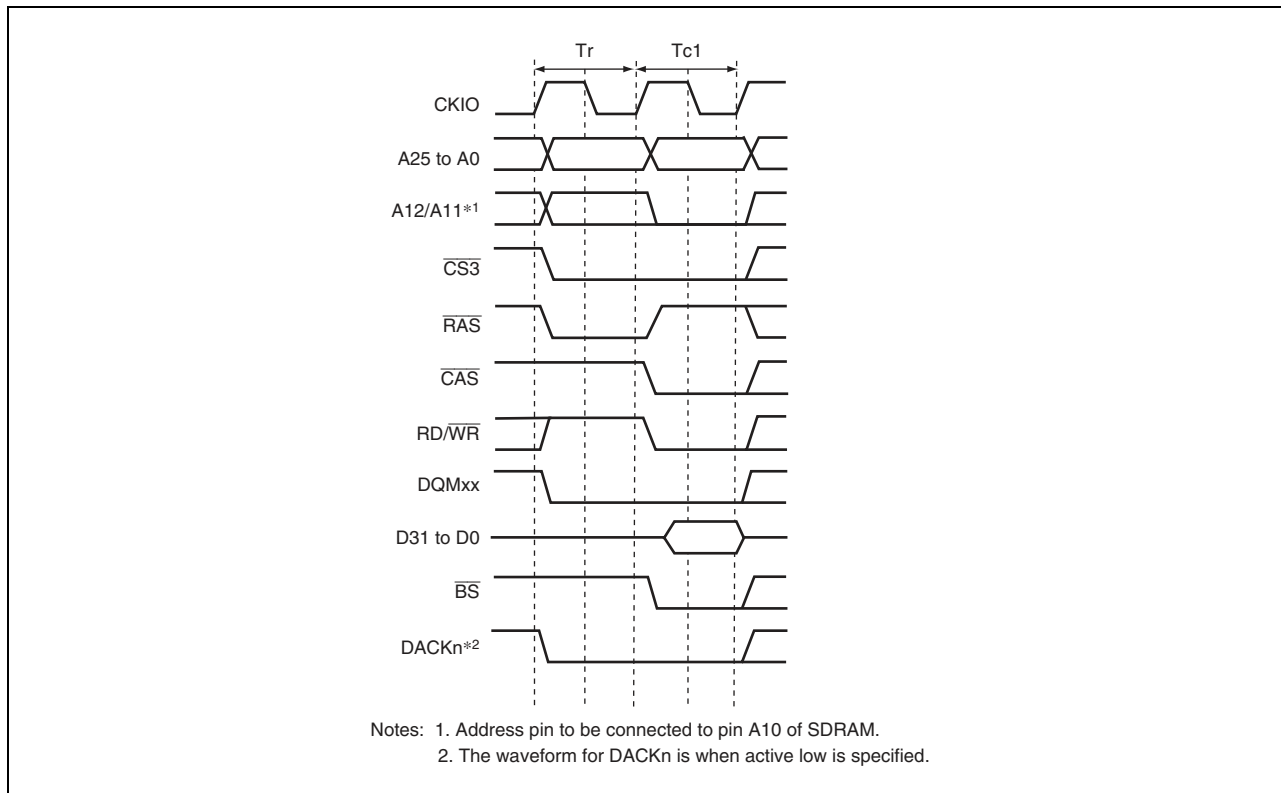 Tr Tc1
CKIO
A25 to A0
A12/A11*1
CS3
RAS
CAS
RD/WR
DQMxx
D31 to D0
BS
DACKn*2
Notes: 1. Address pin to be connected to pin A10 of SDRAM.
2. The waveform for DACKn is when active low is specified.